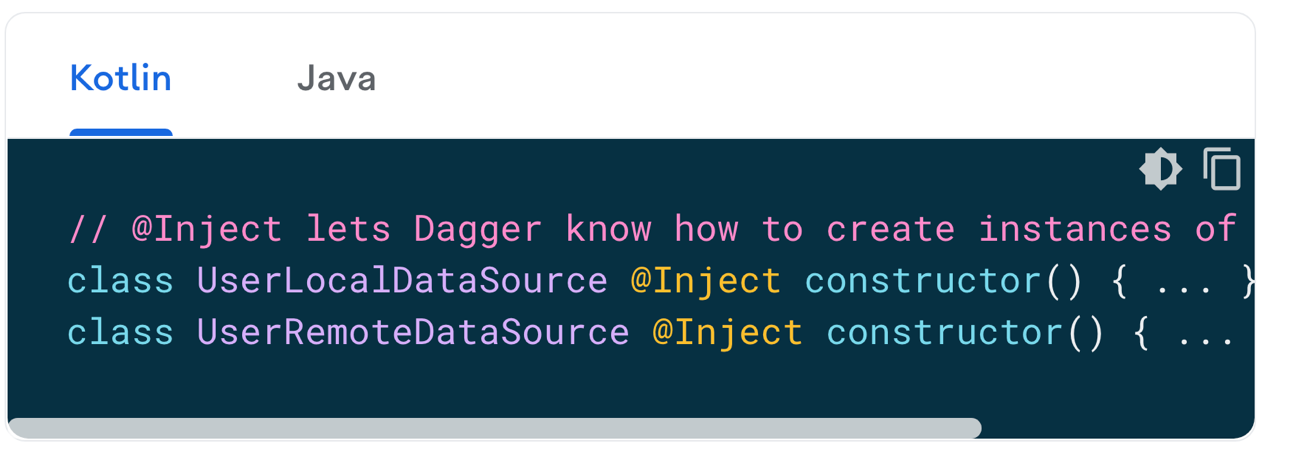 Kotlin Java
// @Inject lets Dagger know how to create instances of
class UserLocalDataSource @Inject constructor() { ... }
class UserRemoteDataSource @Inject constructor() { ...